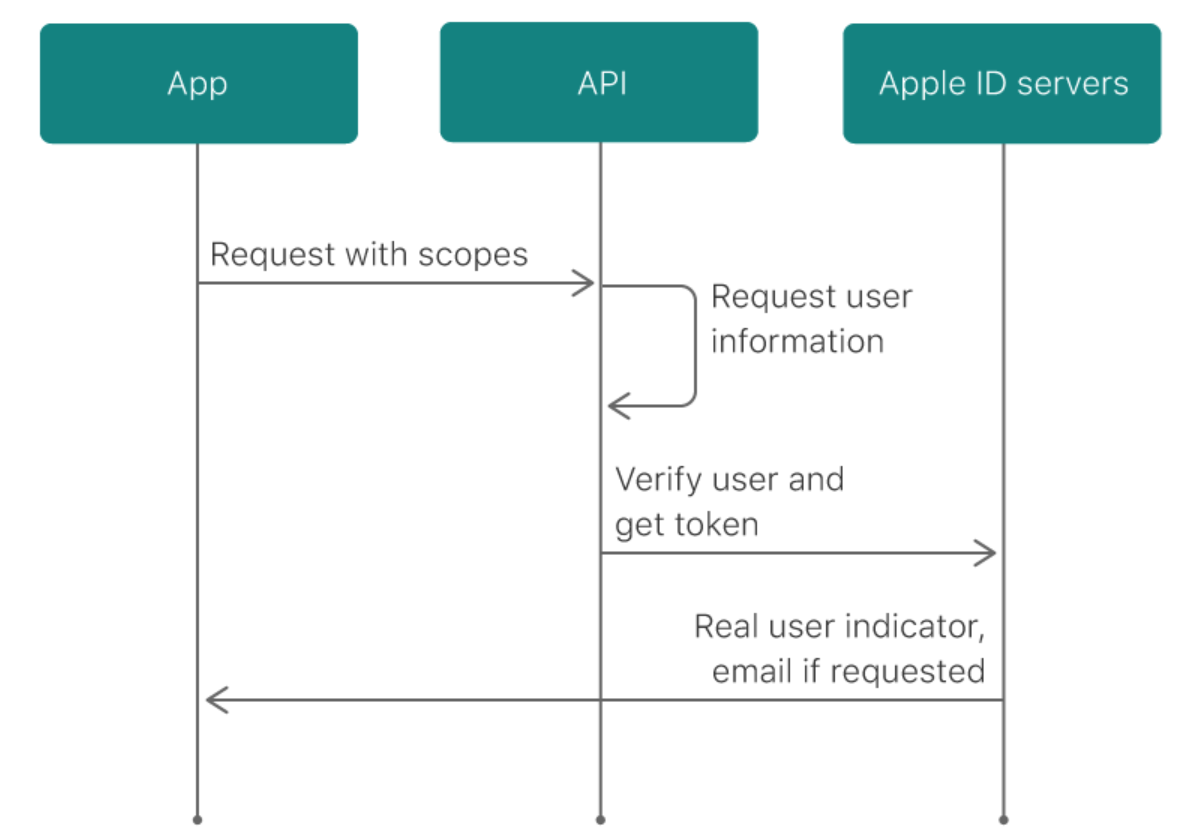 App
API
Apple ID servers
Request with scopes
Request user
information
Verify user and
get token
Real user indicator,
email if requested